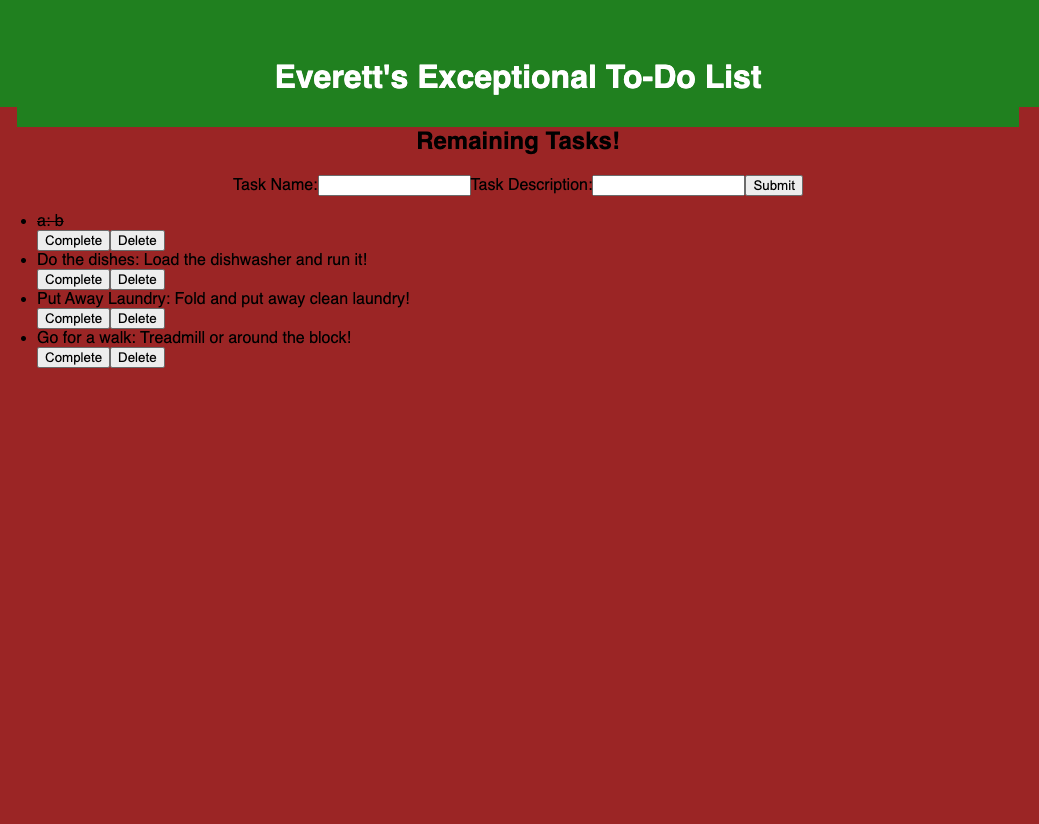 Everett's Exceptional To-Do List
Remaining Tasks!
Task Name: Task Description: Submit
a: b
Complete Delete
Do the dishes: Load the dishwasher and run it!
Complete Delete
Put Away Laundry: Fold and put away clean laundry!
Complete Delete
Go for a walk: Treadmill or around the block!
Complete Delete